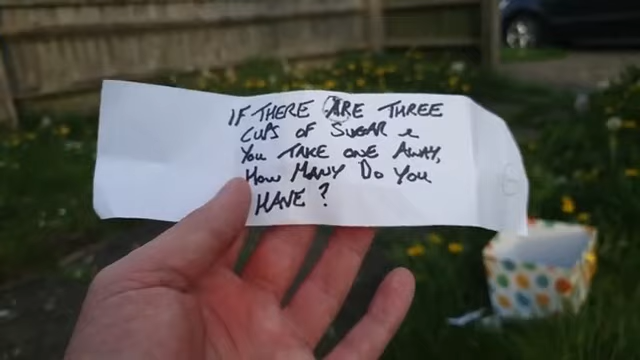 IF THERE ARE THREE
CUPS OF SUGAR &
YOU TAKE ONE AWAY,
HOW MANY DO YOU
HAVE?